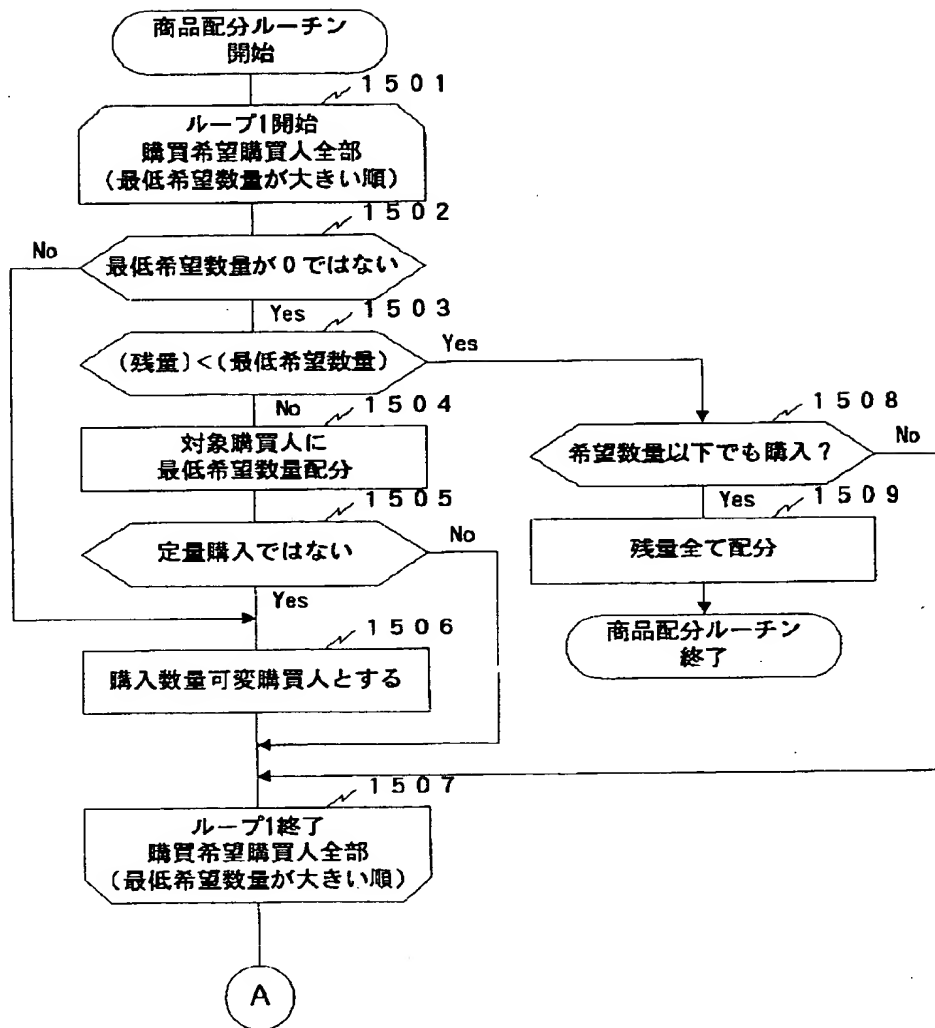 商品配分ルーチン
開始
1501
ループ1開始
購買希望購買人全部
(最低希望数量が大きい順)
1502
No
最低希望数量が0ではない
Yes
1503
(残量)<(最低希望数量)
Yes
No
1504
対象購買人に
最低希望数量配分
1505
定量購入ではない
No
Yes
1506
購入数量可変購買人とする
1507
ループ1終了
購買希望購買人全部
(最低希望数量が大きい順)
A
1508
希望数量以下でも購入?
No
Yes
1509
残量全て配分
商品配分ルーチン
終了